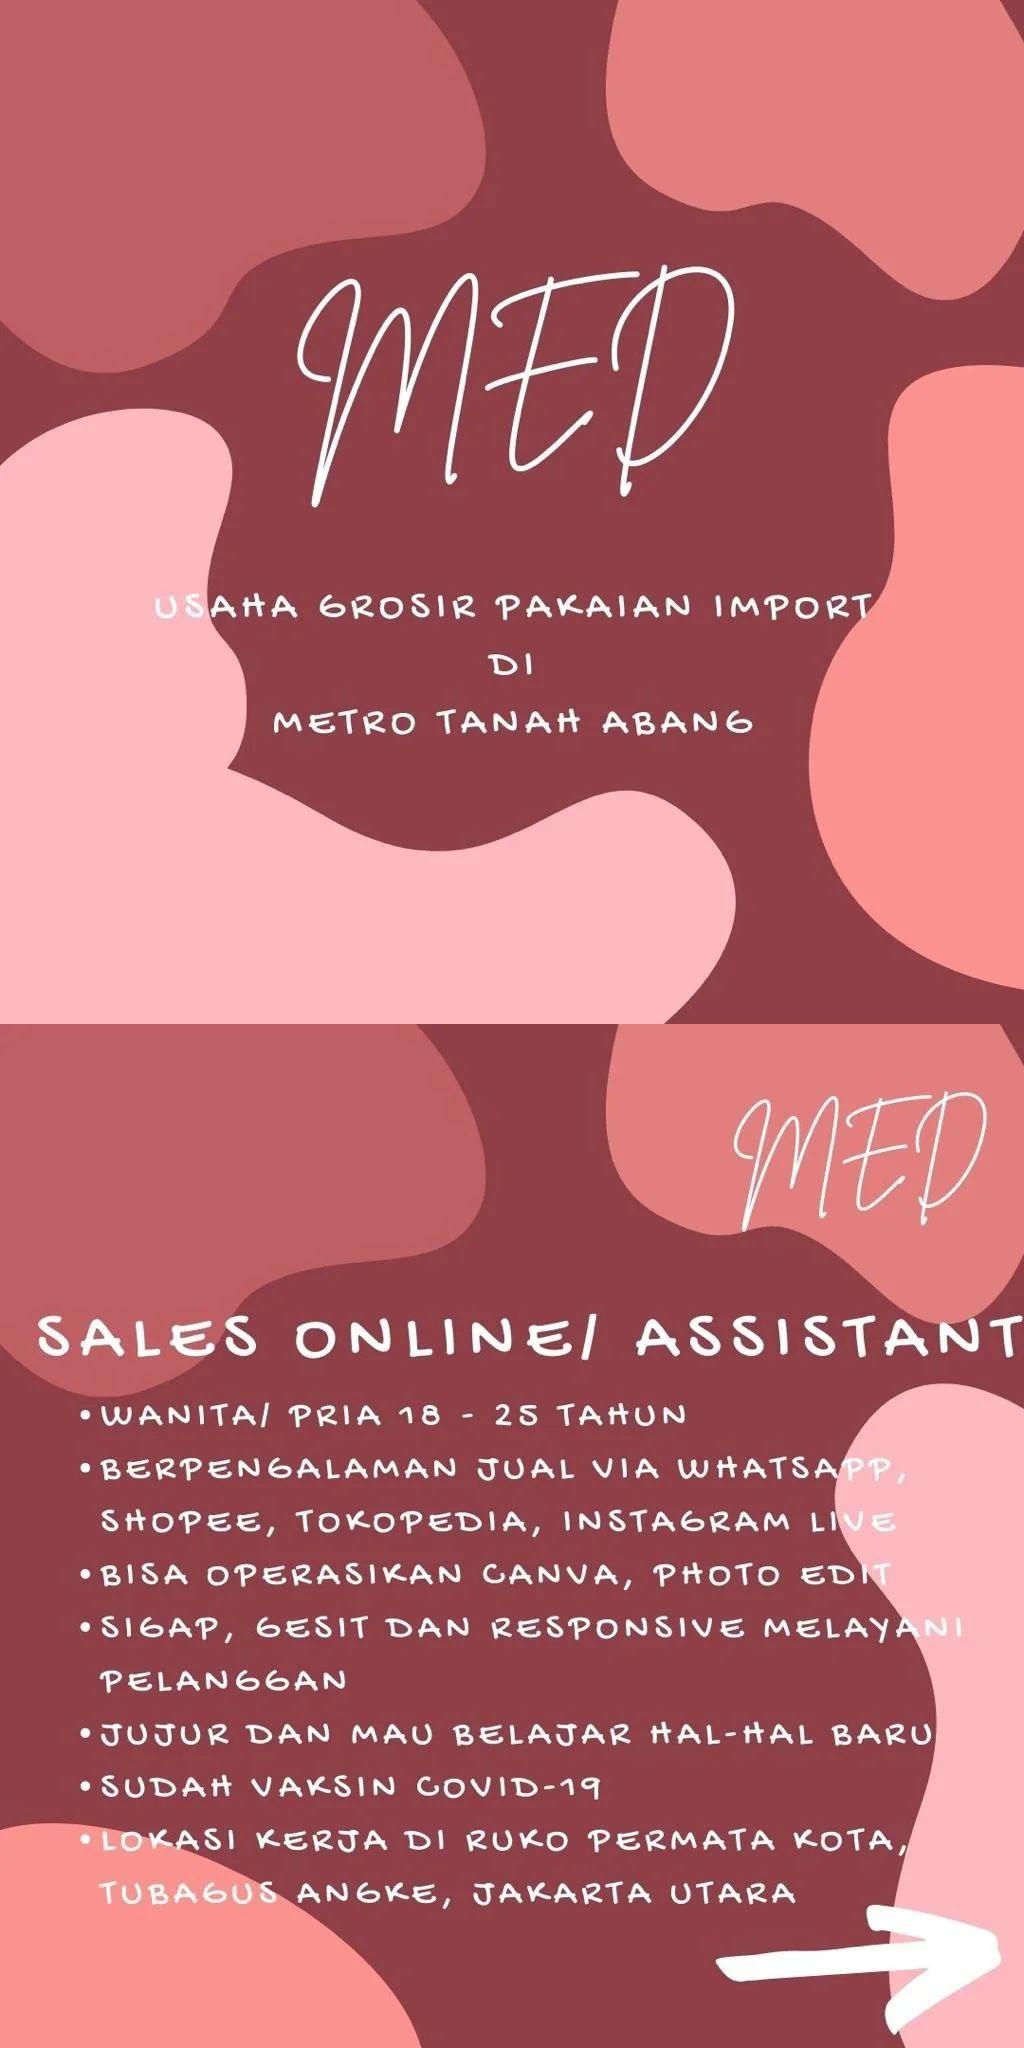 MED
USAHA GROSIR PAKAIAN IMPORT
DI
METRO TANAH ABANG
MED
SALES ONLINE/ ASSISTANT
• WANITA/ PRIA 18 - 25 TAHUN
• BERPENGALAMAN JUAL VIA WHATSAPP,
SHOPEE, TOKOPEDIA, INSTAGRAM LIVE
• BISA OPERASIKAN CANVA, PHOTO EDIT
• SIGAP, GESIT DAN RESPONSIVE MELAYANI
PELANGGAN
• JUJUR DAN MAU BELAJAR HAL-HAL BARU
• SUDAH VAKSIN COVID-19
• LOKASI KERJA DI RUKO PERMATA KOTA,
TUBAGUS ANGKE, JAKARTA UTARA